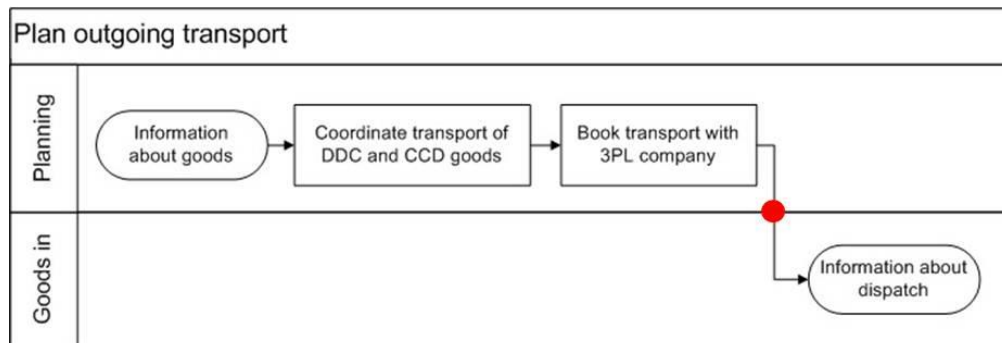 Plan outgoing transport
Planning
Information
about goods
Coordinate transport of
DDC and CCD goods
Book transport with
3PL company
Goods in
Information about
dispatch